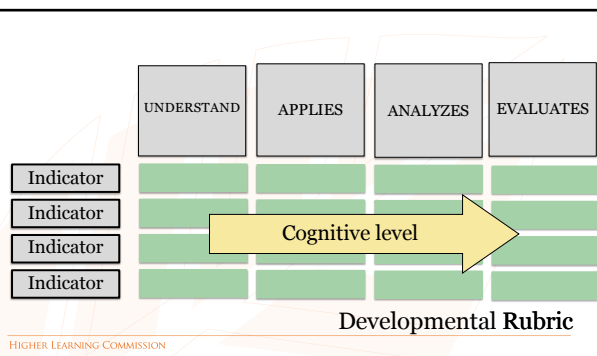 UNDERSTAND APPLIES ANALYZES EVALUATES
Indicator
Indicator
Cognitive level
Indicator
Indicator
Developmental Rubric
HIGHER LEARNING COMMISSION